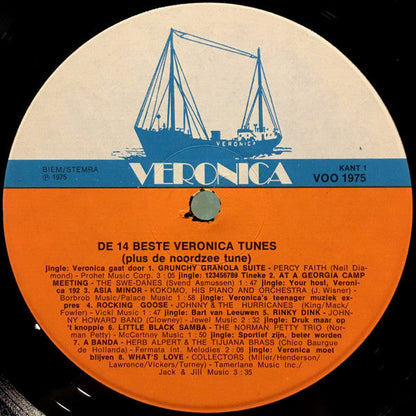 VERONICA
BIEM/STEMRA
℗ 1975
VERONICA
KANT 1
VOO 1975
DE 14 BESTE VERONICA TUNES
(plus de noordzee tune)
jingle: Veronica gaat door 1. GRUNCHY GRANOLA SUITE - PERCY FAITH (Neil Dia-
mond) - Prophet Music Corp. 3 : 05 jingle: 123456789 Tineke 2. AT A GEORGIA CAMP
MEETING - THE SWE-DANES (Svend Asmussen) 1 : 47 jingle: Your host, Veroni-
ca 192 3. ASIA MINOR - KOKOMO, HIS PIANO AND ORCHESTRA (J. Wisner) -
Borbrob Music/Palace Music 1 : 58 jingle: Veronica's teenager muziek expres-
pres 4. ROCKING GOOSE - JOHNNY & THE HURRICANES (King/Mack/
Fowler) - Vicki Music 1 : 31 jingle: Bart van Leeuwen 5. RINKY DINK - JOHN-
NY HOWARD BAND (Clowney) - Jewel Music 2 : 32 jingle: Druk maar op
't knoppie 6. LITTLE BLACK SAMBA - THE NORMAN PETTY TRIO (Nor-
man Petty) - McCartney Music 1 : 50 jingle: Sportief zijn, beter worden
7. A BANDA - HERB ALPERT & THE TIJUANA BRASS (Chico Baurgue
de Hollanda) - Fermata Int. Melodies 2 : 08 jingle: Veronica moet
blijven 8. WHAT'S LOVE - COLLECTORS (Miller/Henderson/
Lawrence/Vickers/Turney) - Tamerlane Music Inc./
Jack & Jill Music 3 : 35